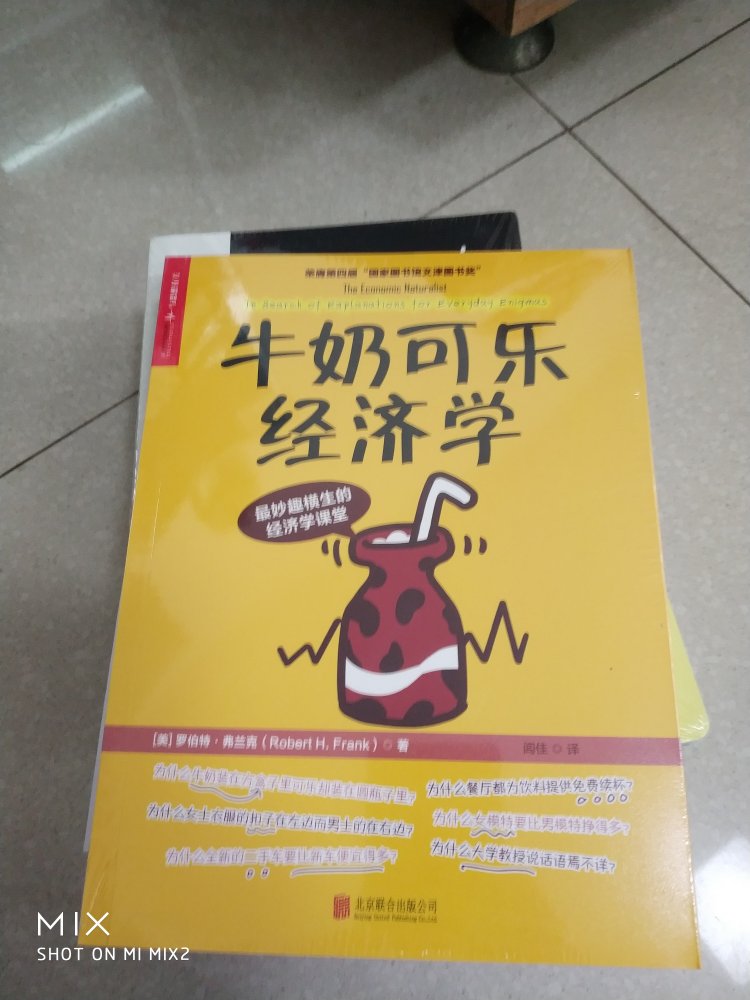 荣膺第四届“国家图书馆文津图书奖”
The Economic Naturalist
In Search of Explanations for Everyday Enigmas
牛奶可乐
经济学
最妙趣横生的
经济学课堂
[美]罗伯特·弗兰克(Robert H. Frank)◎著
闾佳◎译
为什么牛奶装在方盒子里可乐却装在圆瓶子里?
为什么餐厅都为饮料提供免费续杯?
为什么女士衣服的扣子在左边而男士的在右边?
为什么女模特要比男模特挣得多?
为什么全新的二手车要比新车便宜得多?
为什么大学教授说话语焉不详?
北京联合出版公司
Beijing United Publishing Co.,Ltd.
MIX
SHOT ON MI MIX2